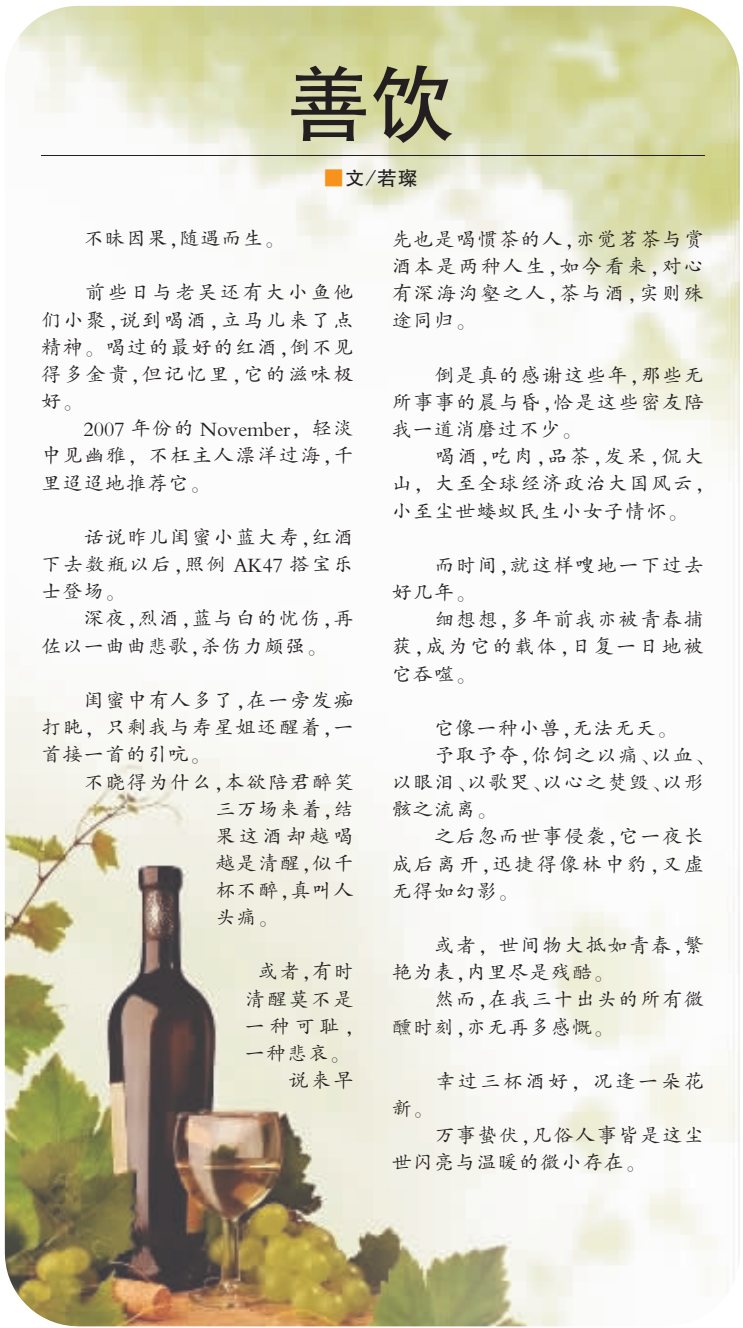 善饮
文/若璨
不昧因果,随遇而生。
前些日与老吴还有大小鱼他
们小聚,说到喝酒,立马儿来了点
精神。喝过的最好的红酒,倒不见
得多金贵,但记忆里,它的滋味极
好。
2007 年份的 November，轻淡
中见幽雅，不枉主人漂洋过海,千
里迢迢地推荐它。
话说昨儿闺蜜小蓝大寿,红酒
下去数瓶以后,照例 AK47 搭宝乐
士登场。
深夜,烈酒,蓝与白的忧伤,再
佐以一曲曲悲歌,杀伤力颇强。
闺蜜中有人多了,在一旁发痴
打盹，只剩我与寿星姐还醒着,一
首接一首的引吭。
不晓得为什么,本欲陪君醉笑
三万场来着,结
果这酒却越喝
越是清醒,似千
杯不醉,真叫人
头痛。
或者,有时
清醒莫不是
一种可耻,
一种悲哀。
说来早
先也是喝惯茶的人,亦觉茗茶与赏
酒本是两种人生,如今看来,对心
有深海沟壑之人,茶与酒,实则殊
途同归。
倒是真的感谢这些年,那些无
所事事的晨与昏,恰是这些密友陪
我一道消磨过不少。
喝酒,吃肉,品茶,发呆,侃大
山，大至全球经济政治大国风云,
小至尘世蝼蚁民生小女子情怀。
而时间,就这样嗖地一下过去
好几年。
细想想,多年前我亦被青春捕
获,成为它的载体,日复一日地被
它吞噬。
它像一种小兽,无法无天。
予取予夺,你饲之以痛、以血、
以眼泪、以歌哭、以心之焚毁、以形
骸之流离。
之后忽而世事侵袭,它一夜长
成后离开,迅捷得像林中豹,又虚
无得如幻影。
或者，世间物大抵如青春,繁
艳为表,内里尽是残酷。
然而,在我三十出头的所有微
醺时刻,亦无再多感慨。
幸过三杯酒好，况逢一朵花
新。
万事蛰伏,凡俗人事皆是这尘
世闪亮与温暖的微小存在。